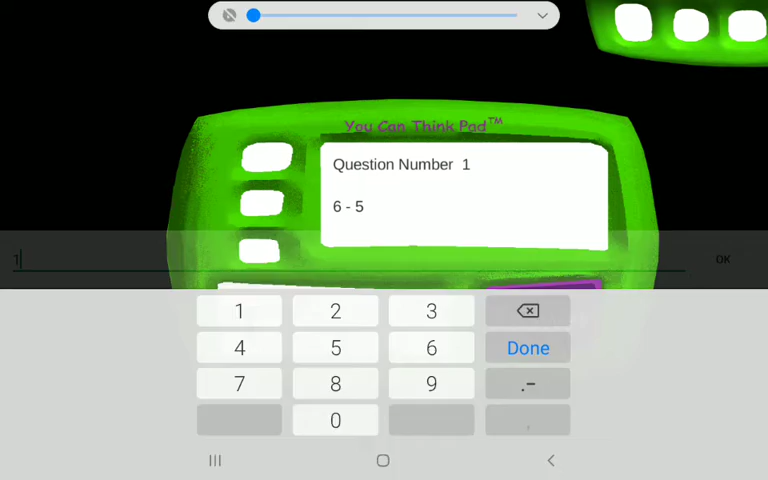 You Can Think Pad™
Question Number 1
6 - 5
1
OK
1 2 3
4 5 6 Done
7 8 9 .-
0 ,